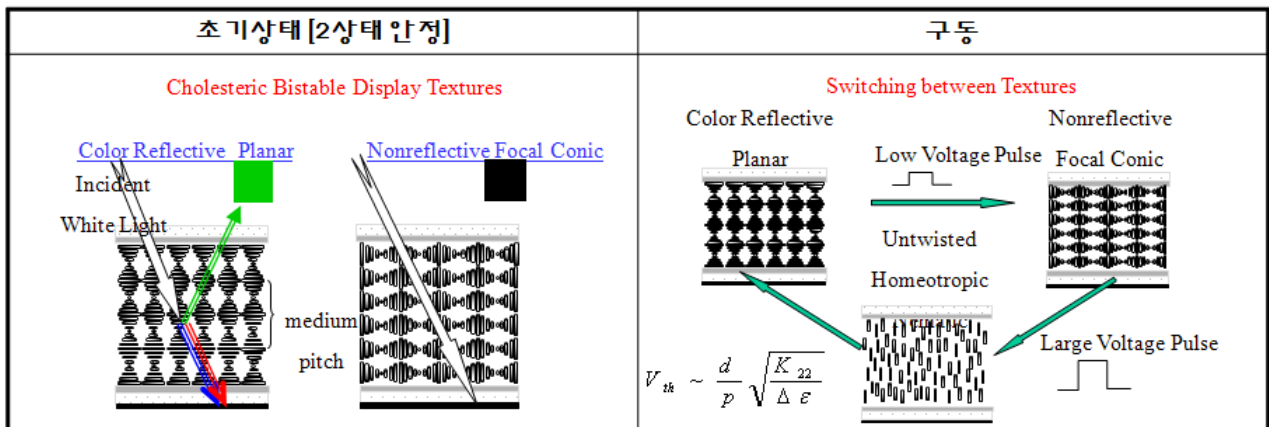 초기상태 [2상태 안정]
구동
Cholesteric Bistable Display Textures
Color Reflective Planar
Nonreflective Focal Conic
Incident
White Light
medium
pitch
Switching between Textures
Color Reflective
Nonreflective
Planar
Low Voltage Pulse
Focal Conic
Untwisted
Homeotropic
Large Voltage Pulse
V_th ~ d/p √(K_22/Δε)